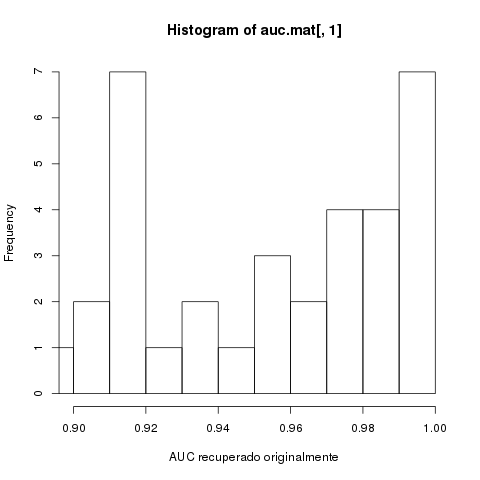 Histogram of auc.mat[, 1]
7
6
5
4
3
2
1
0
Frequency
0.90 0.92 0.94 0.96 0.98 1.00
AUC recuperado originalmente